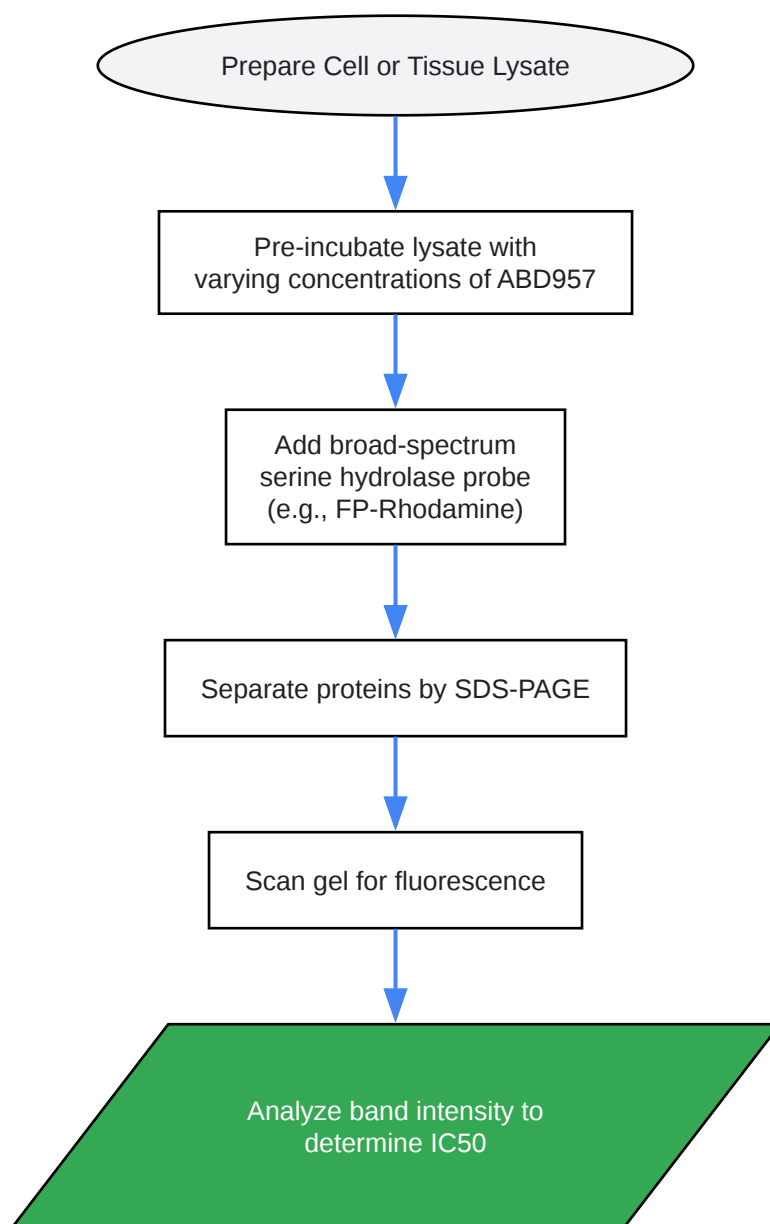 Prepare Cell or Tissue Lysate
Pre-incubate lysate with
varying concentrations of ABD957
Add broad-spectrum
serine hydrolase probe
(e.g., FP-Rhodamine)
Separate proteins by SDS-PAGE
Scan gel for fluorescence
Analyze band intensity to
determine IC50